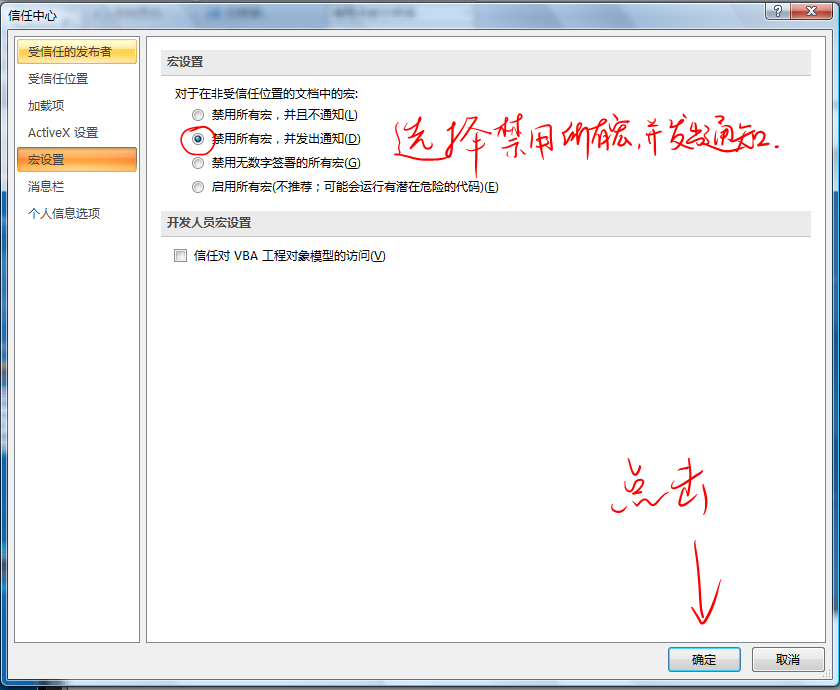 信任中心
受信任的发布者
受信任位置
加载项
ActiveX 设置
宏设置
消息栏
个人信息选项
宏设置
对于在非受信任位置的文档中的宏:
禁用所有宏，并且不通知(L)
禁用所有宏，并发出通知(D)
选择禁用所有宏,并发出通知.
禁用无数字签署的所有宏(G)
启用所有宏(不推荐；可能会运行有潜在危险的代码)(E)
开发人员宏设置
信任对 VBA 工程对象模型的访问(V)
点击
确定
取消